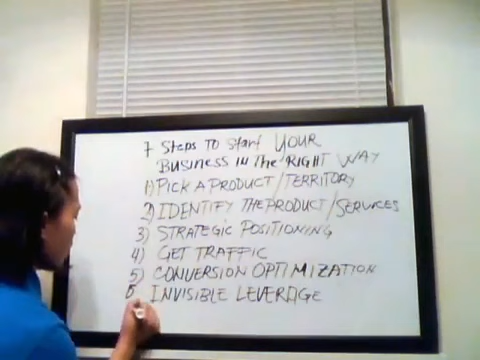 7 Steps To Start YOUR
BUSINESS IN The RIGHT WAY
1) PICK A PRODUCT/TERRITORY
2) IDENTIFY THE PRODUCT/SERVICES
3) STRATEGIC POSITIONING
4) GET TRAFFIC
5) CONVERSION OPTIMIZATION
INVISIBLE LEVERAGE